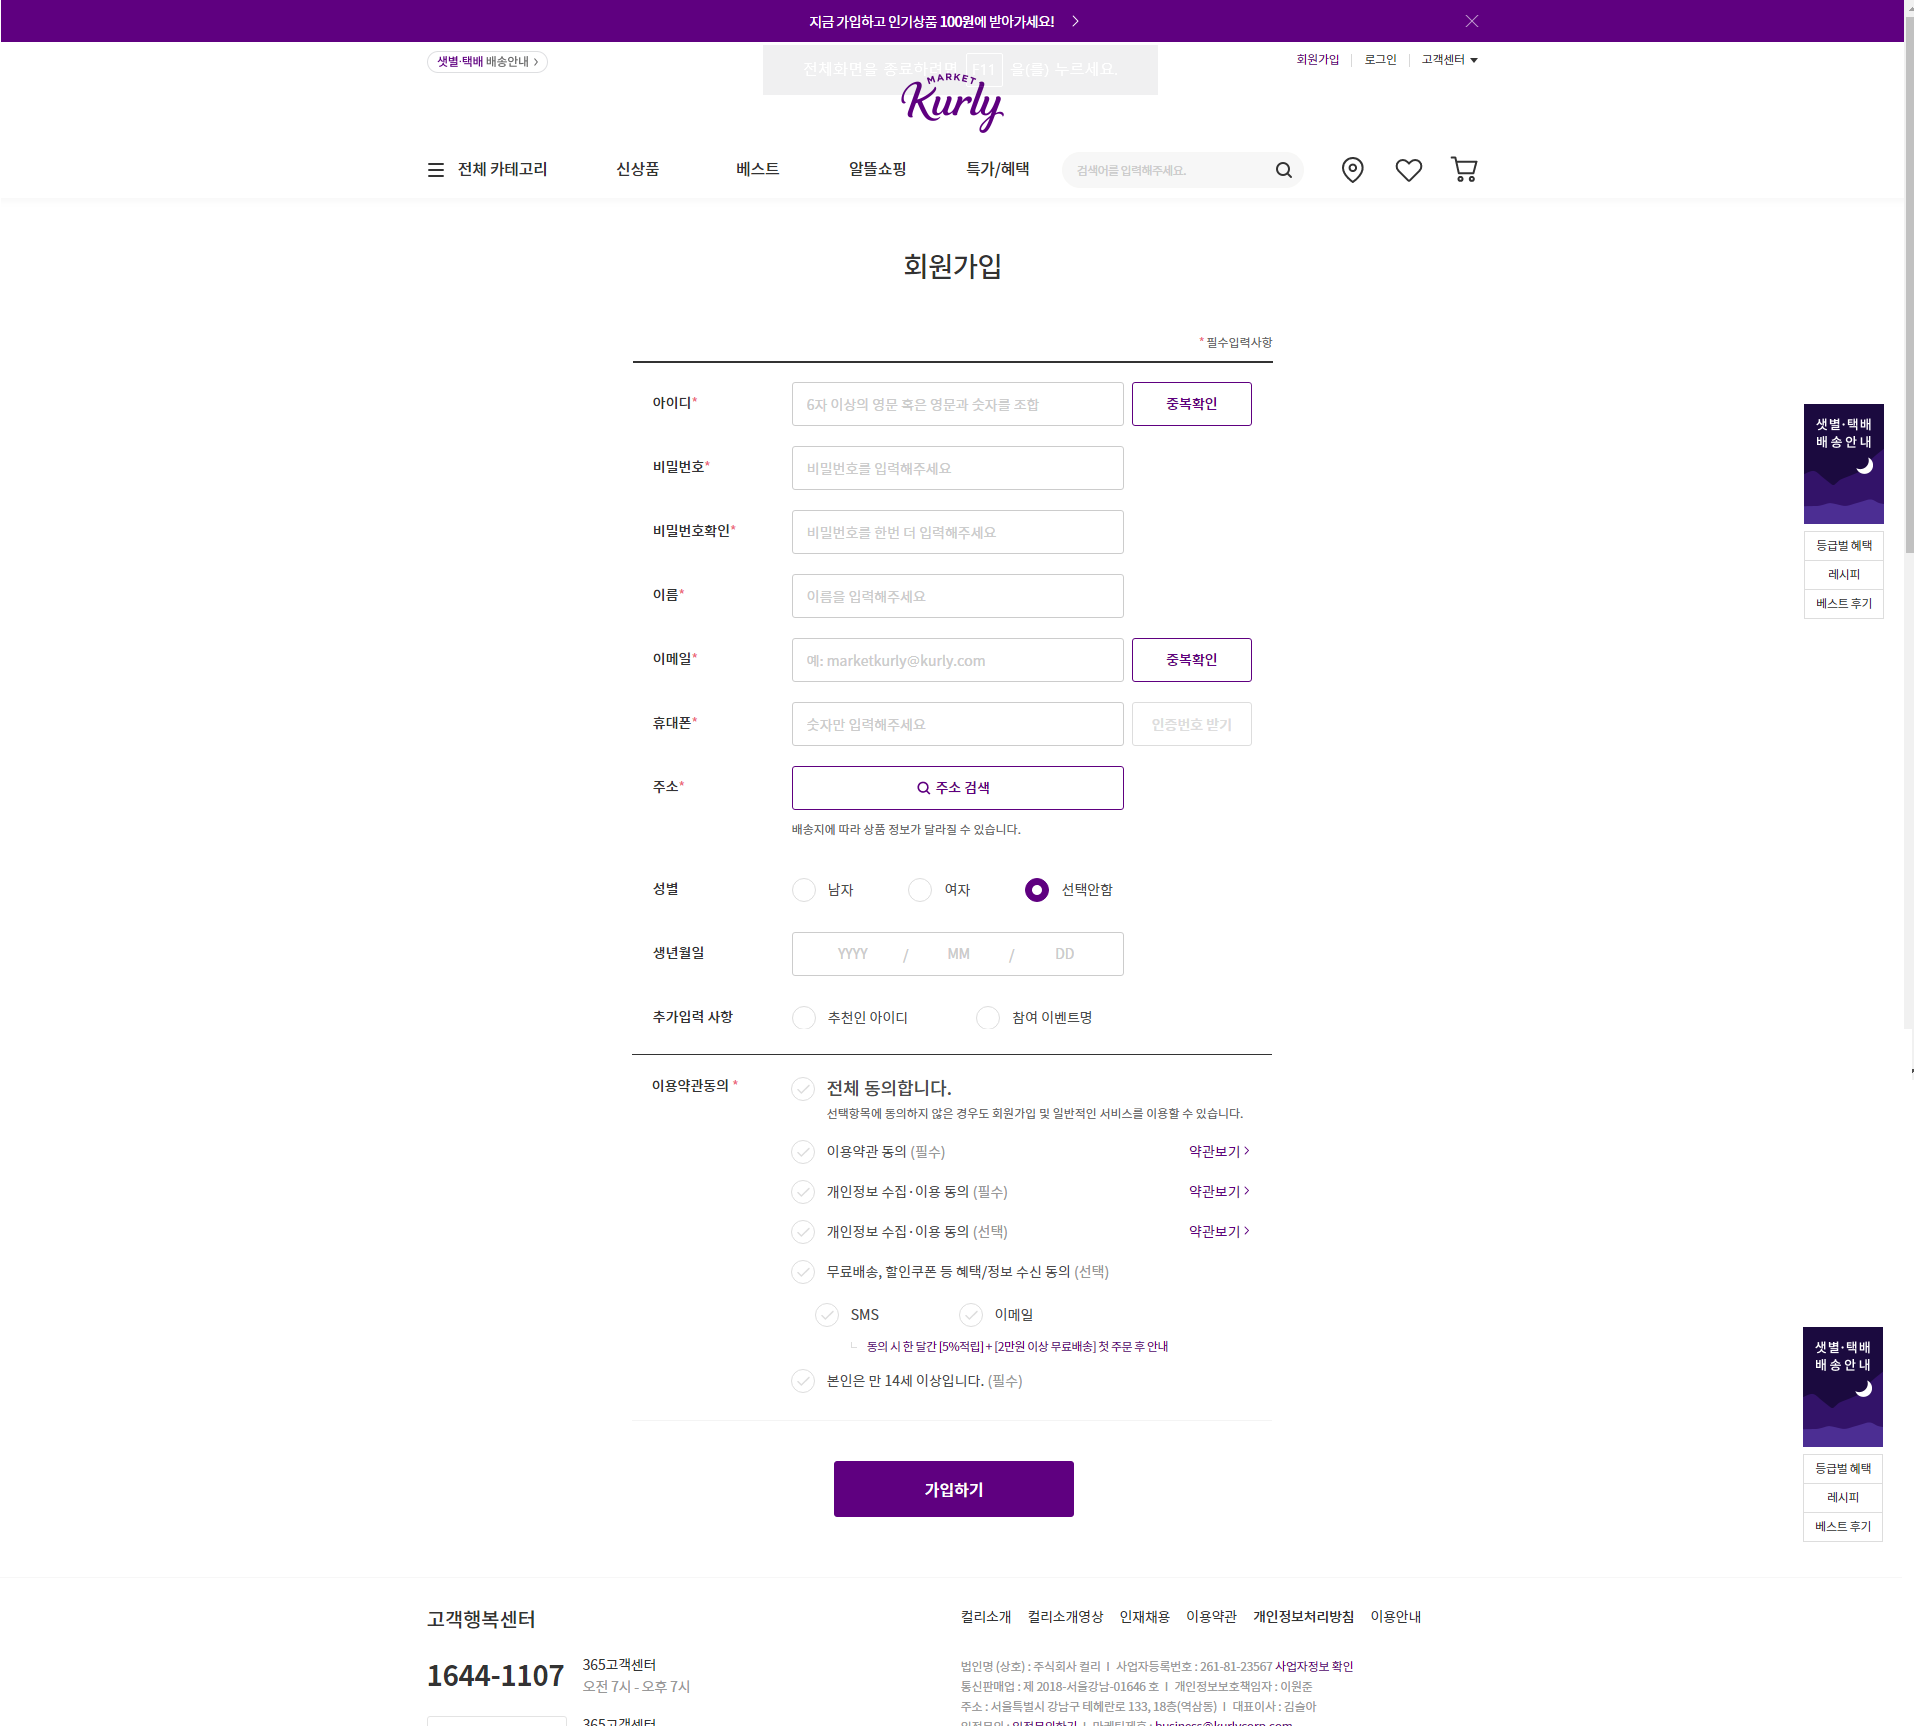 지금 가입하고 인기상품 100원에 받아가세요!
샛별·택배 배송안내
전체화면을 종료하려면 F11 을(를) 누르세요.
회원가입 로그인 고객센터
MARKET
Kurly
전체 카테고리 신상품 베스트 알뜰쇼핑 특가/혜택 검색어를 입력해주세요.
회원가입
* 필수입력사항
아이디* 6자 이상의 영문 혹은 영문과 숫자를 조합 중복확인
비밀번호* 비밀번호를 입력해주세요
비밀번호확인* 비밀번호를 한번 더 입력해주세요
이름* 이름을 입력해주세요
이메일* 예: marketkurly@kurly.com 중복확인
휴대폰* 숫자만 입력해주세요 인증번호 받기
주소* 주소 검색
배송지에 따라 상품 정보가 달라질 수 있습니다.
성별 남자 여자 선택안함
생년월일 YYYY / MM / DD
추가입력 사항 추천인 아이디 참여 이벤트명
샛별·택배
배송안내
등급별 혜택
레시피
베스트 후기
이용약관동의 * 전체 동의합니다.
선택항목에 동의하지 않은 경우도 회원가입 및 일반적인 서비스를 이용할 수 있습니다.
이용약관 동의 (필수) 약관보기
개인정보 수집·이용 동의 (필수) 약관보기
개인정보 수집·이용 동의 (선택) 약관보기
무료배송, 할인쿠폰 등 혜택/정보 수신 동의 (선택)
SMS 이메일
동의 시 한 달간 [5%적립] + [2만원 이상 무료배송] 첫 주문 후 안내
본인은 만 14세 이상입니다. (필수)
가입하기
샛별·택배
배송안내
등급별 혜택
레시피
베스트 후기
고객행복센터
1644-1107 365고객센터
오전 7시 - 오후 7시
365고객센터
컬리소개 컬리소개영상 인재채용 이용약관 개인정보처리방침 이용안내
법인명 (상호) : 주식회사 컬리 I 사업자등록번호 : 261-81-23567 사업자정보 확인
통신판매업 : 제 2018-서울강남-01646 호 I 개인정보보호책임자 : 이원준
주소 : 서울특별시 강남구 테헤란로 133, 18층(역삼동) I 대표이사 : 김슬아
입점문의 : 입점문의하기 I 마케팅제휴 : business@kurlycorp.com